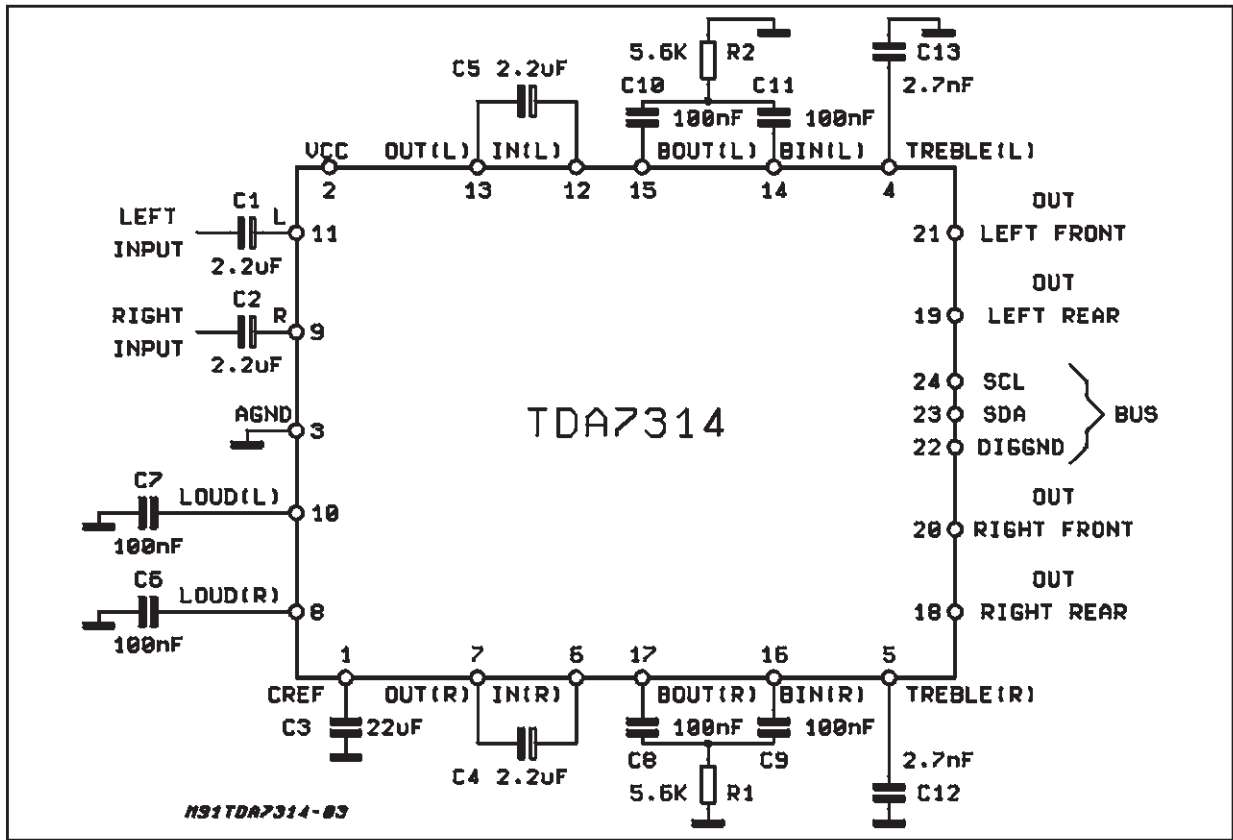 5.6K R2 C13
C5 2.2uF C10 C11 2.7nF
100nF 100nF
VCC OUT(L) IN(L) BOUT(L) BIN(L) TREBLE(L)
2 13 12 15 14 4
C1
LEFT L
INPUT 11
2.2uF
OUT
21 LEFT FRONT
C2
RIGHT R
INPUT 9
2.2uF
OUT
19 LEFT REAR
24 SCL
23 SDA BUS
22 DIGGND
AGND
3
TDA7314
C7 LOUD(L)
10
100nF
OUT
20 RIGHT FRONT
C6 LOUD(R)
8
100nF
OUT
18 RIGHT REAR
1 7 6 17 16 5
CREF OUT(R) IN(R) BOUT(R) BIN(R) TREBLE(R)
C3 22uF 100nF 100nF
C4 2.2uF C8 C9 2.7nF
5.6K R1 C12
M91TDA7314-03